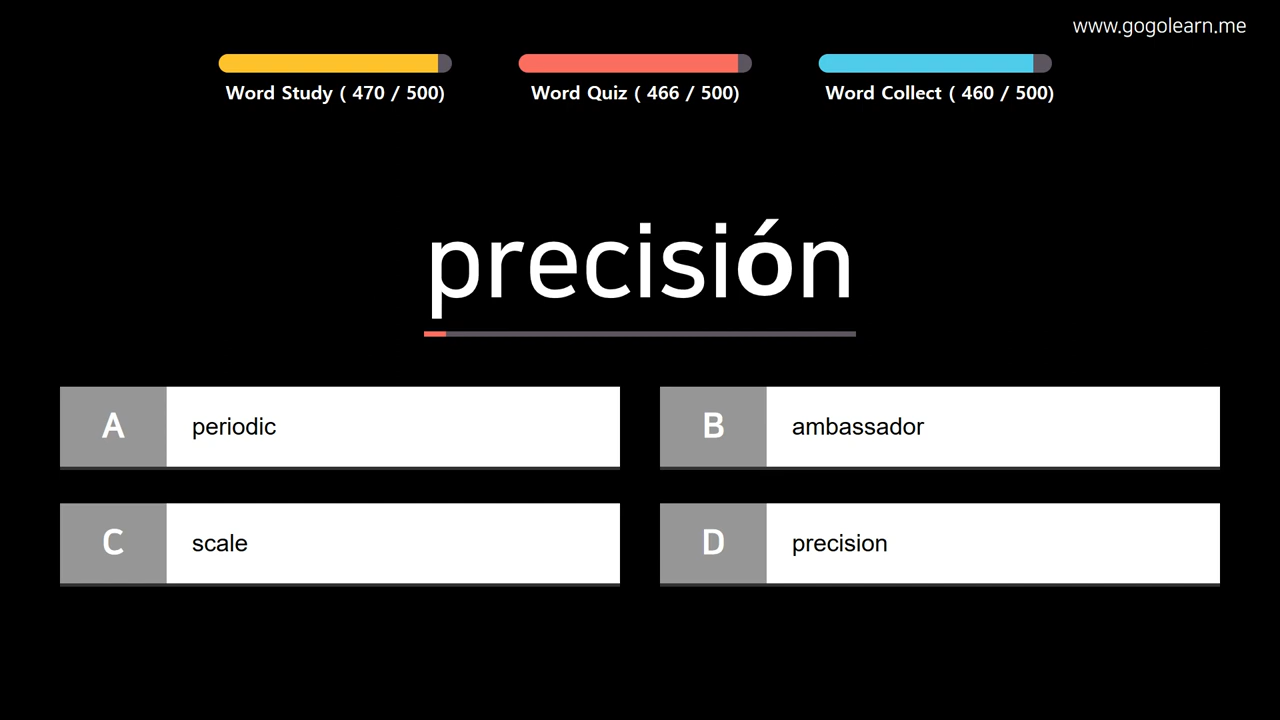 www.gogolearn.me
Word Study ( 470 / 500)
Word Quiz ( 466 / 500)
Word Collect ( 460 / 500)
precisión
A periodic
B ambassador
C scale
D precision